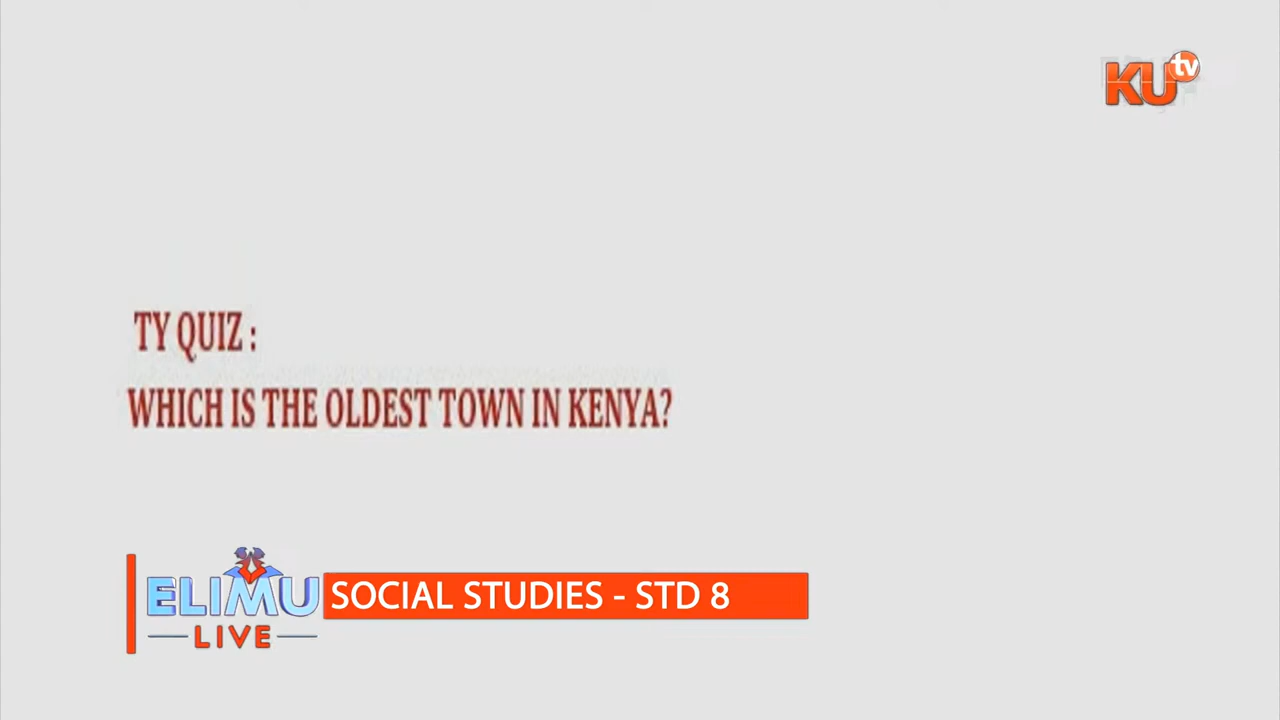 KU tv
TY QUIZ :
WHICH IS THE OLDEST TOWN IN KENYA?
ELIMU
LIVE
SOCIAL STUDIES - STD 8